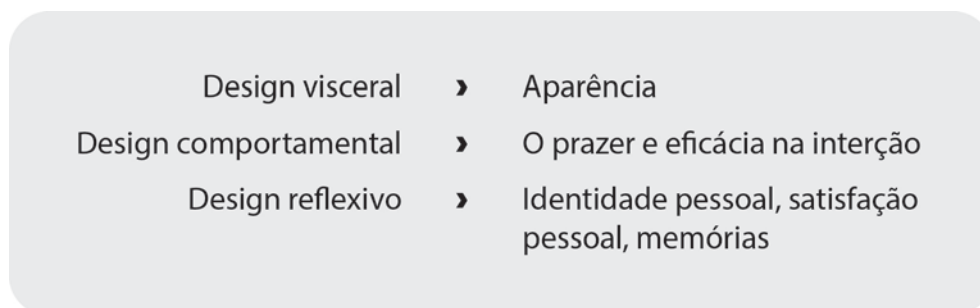 Design visceral › Aparência
Design comportamental › O prazer e eficácia na interção
Design reflexivo › Identidade pessoal, satisfação
pessoal, memórias